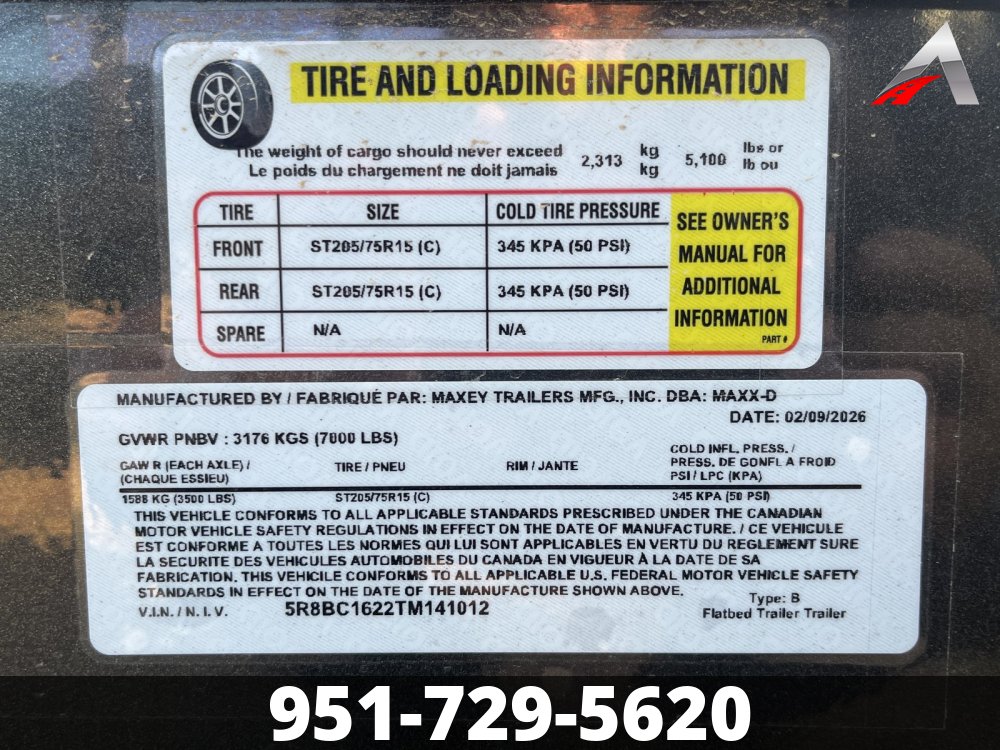 TIRE AND LOADING INFORMATION
The weight of cargo should never exceed 2,313 kg 5,100 lbs or
Le poids du chargement ne doit jamais kg lb ou
TIRE SIZE COLD TIRE PRESSURE
FRONT ST205/75R15 (C) 345 KPA (50 PSI)
REAR ST205/75R15 (C) 345 KPA (50 PSI)
SPARE N/A N/A
SEE OWNER'S
MANUAL FOR
ADDITIONAL
INFORMATION
PART #
MANUFACTURED BY / FABRIQUÉ PAR: MAXEY TRAILERS MFG., INC. DBA: MAXX-D
DATE: 02/09/2026
GVWR PNBV : 3176 KGS (7000 LBS)
GAWR (EACH AXLE) / TIRE / PNEU RIM / JANTE COLD INFL. PRESS. /
(CHAQUE ESSIEU) PRESS. DE GONFL A FROID
PSI / LPC (KPA)
1588 KG (3500 LBS) ST205/75R15 (C) 345 KPA (50 PSI)
THIS VEHICLE CONFORMS TO ALL APPLICABLE STANDARDS PRESCRIBED UNDER THE CANADIAN
MOTOR VEHICLE SAFETY REGULATIONS IN EFFECT ON THE DATE OF MANUFACTURE. / CE VEHICULE
EST CONFORME A TOUTES LES NORMES QUI LUI SONT APPLICABLES EN VERTU DU REGLEMENT SURE
LA SECURITE DES VEHICULES AUTOMOBILES DU CANADA EN VIGUEUR À LA DATE DE SA
FABRICATION. THIS VEHICILE CONFORMS TO ALL APPLICABLE U.S. FEDERAL MOTOR VEHICLE SAFETY
STANDARDS IN EFFECT ON THE DATE OF THE MANUFACTURE SHOWN ABOVE.
V.I.N. / N. I. V. 5R8BC1622TM141012 Type: B
Flatbed Trailer Trailer
951-729-5620